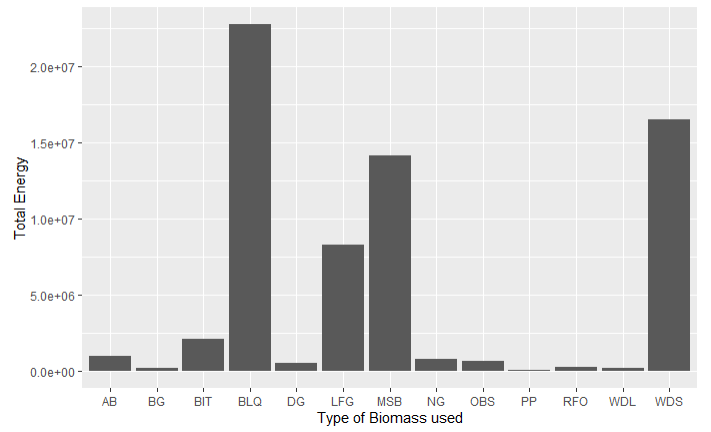 Total Energy
2.0e+07
1.5e+07
1.0e+07
5.0e+06
0.0e+00
AB BG BIT BLQ DG LFG MSB NG OBS PP RFO WDL WDS
Type of Biomass used